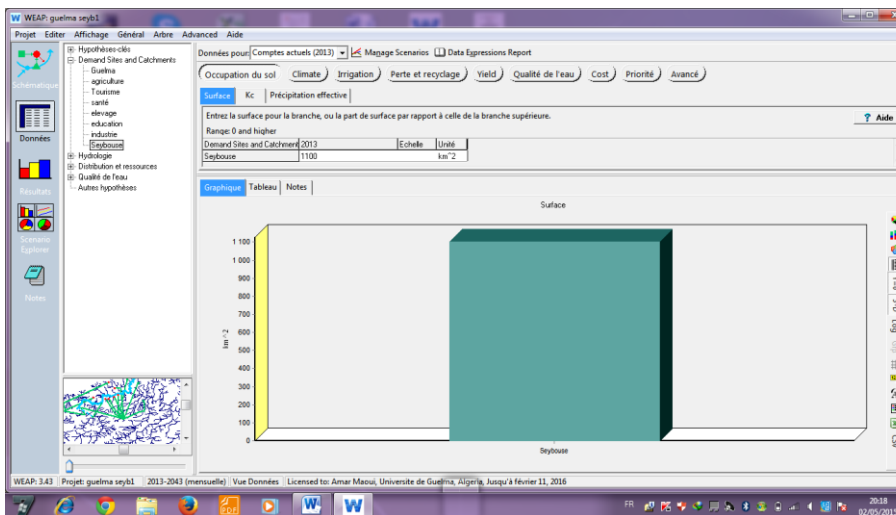 WEAP: guelma seyb1
Projet Editer Affichage Général Arbre Advanced Aide
Schématique
Données
Résultats
Scenario Explorer
Notes
Hypothèses-clés
Demand Sites and Catchments
Guelma
agriculture
Tourisme
santé
elevage
education
industrie
Seybouse
Hydrologie
Distribution et ressources
Qualité de l'eau
Autres hypothèses
Données pour: Comptes actuels (2013) Manage Scenarios Data Expressions Report
Occupation du sol Climate Irrigation Perte et recyclage Yield Qualité de l'eau Cost Priorité Avancé
Surface Kc Précipitation effective
Entrez la surface pour la branche, ou la part de surface par rapport à celle de la branche supérieure.
? Aide
Range: 0 and higher
Demand Sites and Catchment 2013 Echelle Unité
Seybouse 1100 km^2
Graphique Tableau Notes
Surface
1 100
1 000
900
800
700
600
500
400
300
200
100
0
km^2
Seybouse
Log
WEAP: 3.43 Projet: guelma seyb1 2013-2043 (mensuelle) Vue Données Licensed to: Amar Maoui, Universite de Guelma, Algeria, Jusqu'à février 11, 2016
PDF
FR
20:18
02/05/20